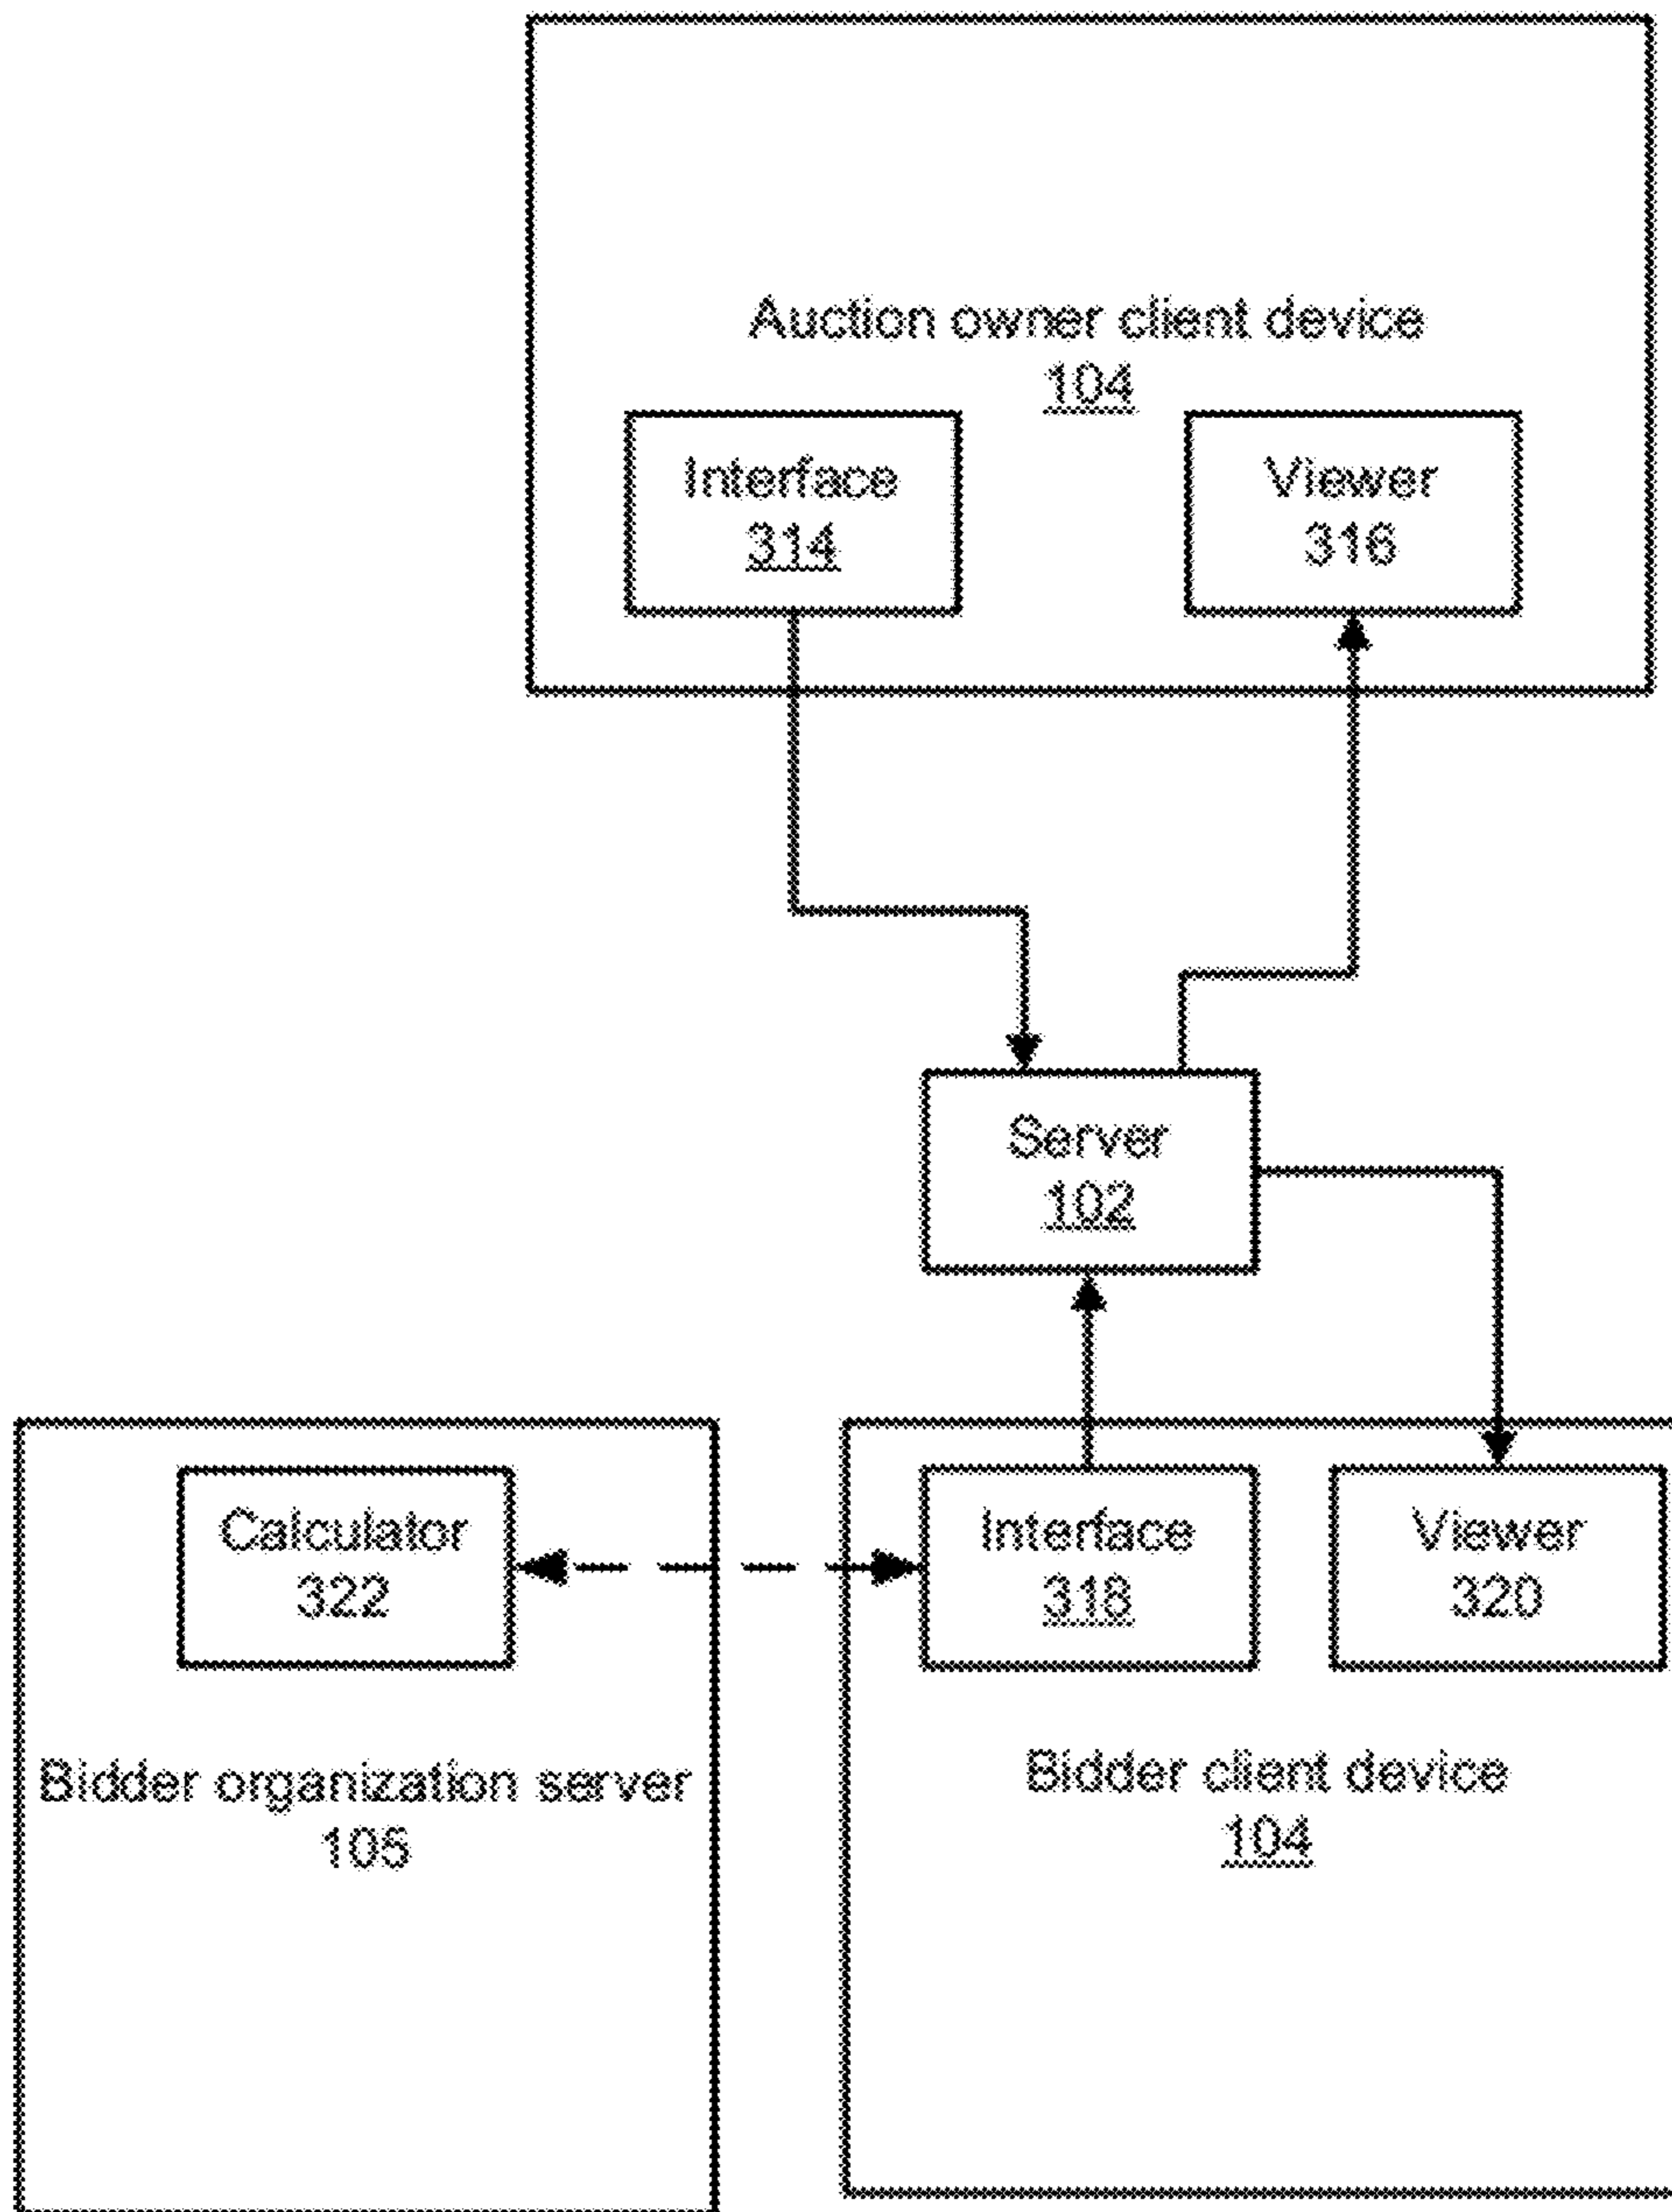 Auction owner client device
104
Interface
314
Viewer
316
Server
102
Calculator
322
Interface
318
Viewer
320
Bidder organization server
105
Bidder client device
104